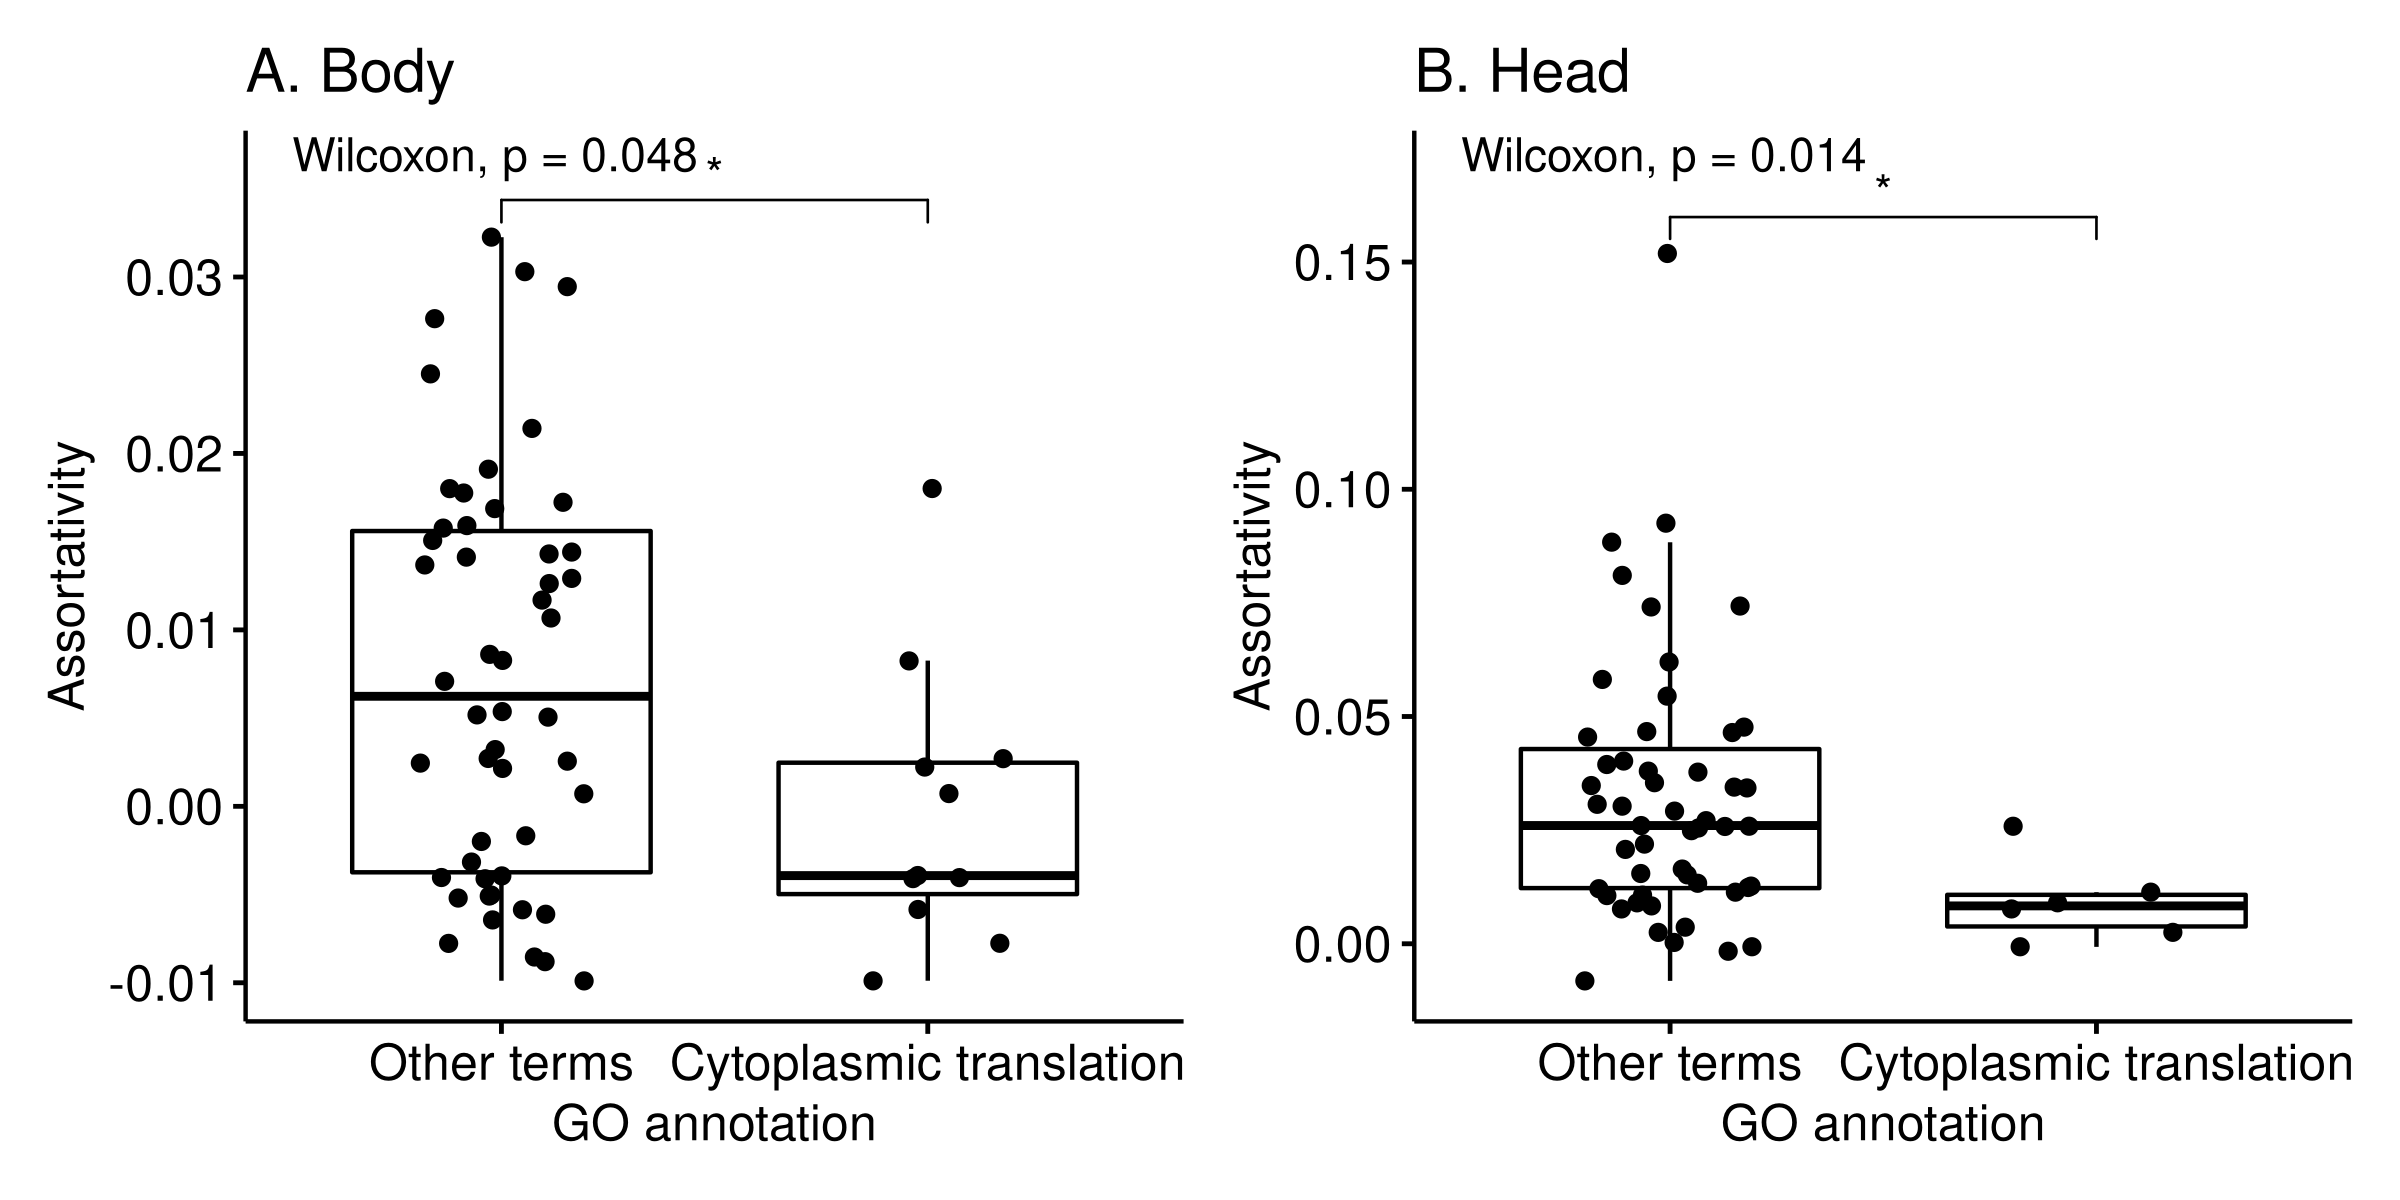 A. Body
Wilcoxon, p = 0.048 *
0.03
0.02
0.01
0.00
-0.01
Assortativity
Other terms
Cytoplasmic translation
GO annotation
B. Head
Wilcoxon, p = 0.014 *
0.15
0.10
0.05
0.00
Assortativity
Other terms
Cytoplasmic translation
GO annotation